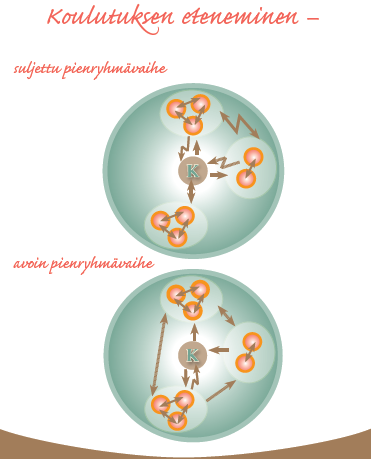 Koulutuksen eteneminen –
suljettu pienryhmävaihe
K
avoin pienryhmävaihe
K